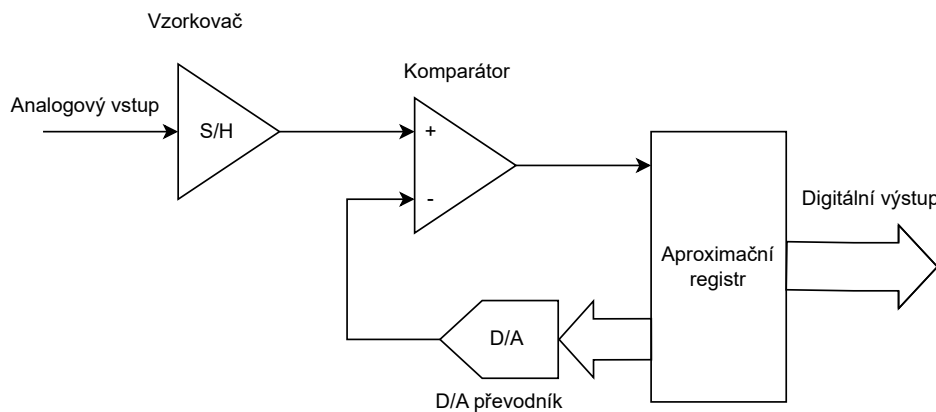 Vzorkovač
Komparátor
Analogový vstup
S/H
+
-
Digitální výstup
Aproximační
registr
D/A
D/A převodník